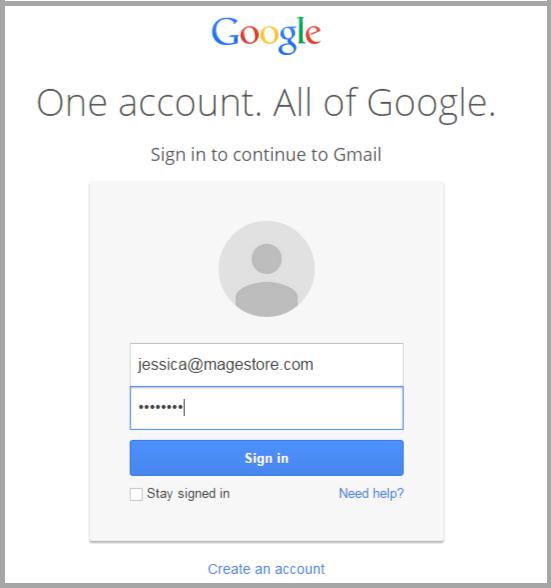 Google
One account. All of Google.
Sign in to continue to Gmail
jessica@magestore.com
••••••••
Sign in
Stay signed in
Need help?
Create an account